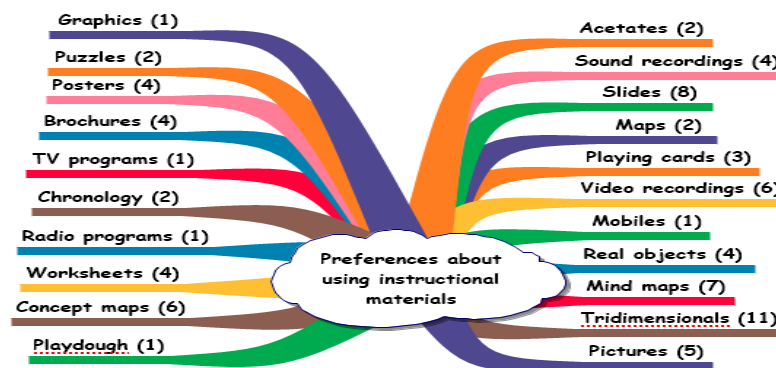 Graphics (1)
Puzzles (2)
Posters (4)
Brochures (4)
TV programs (1)
Chronology (2)
Radio programs (1)
Worksheets (4)
Concept maps (6)
Playdough (1)
Preferences about
using instructional
materials
Acetates (2)
Sound recordings (4)
Slides (8)
Maps (2)
Playing cards (3)
Video recordings (6)
Mobiles (1)
Real objects (4)
Mind maps (7)
Tridimensionals (11)
Pictures (5)